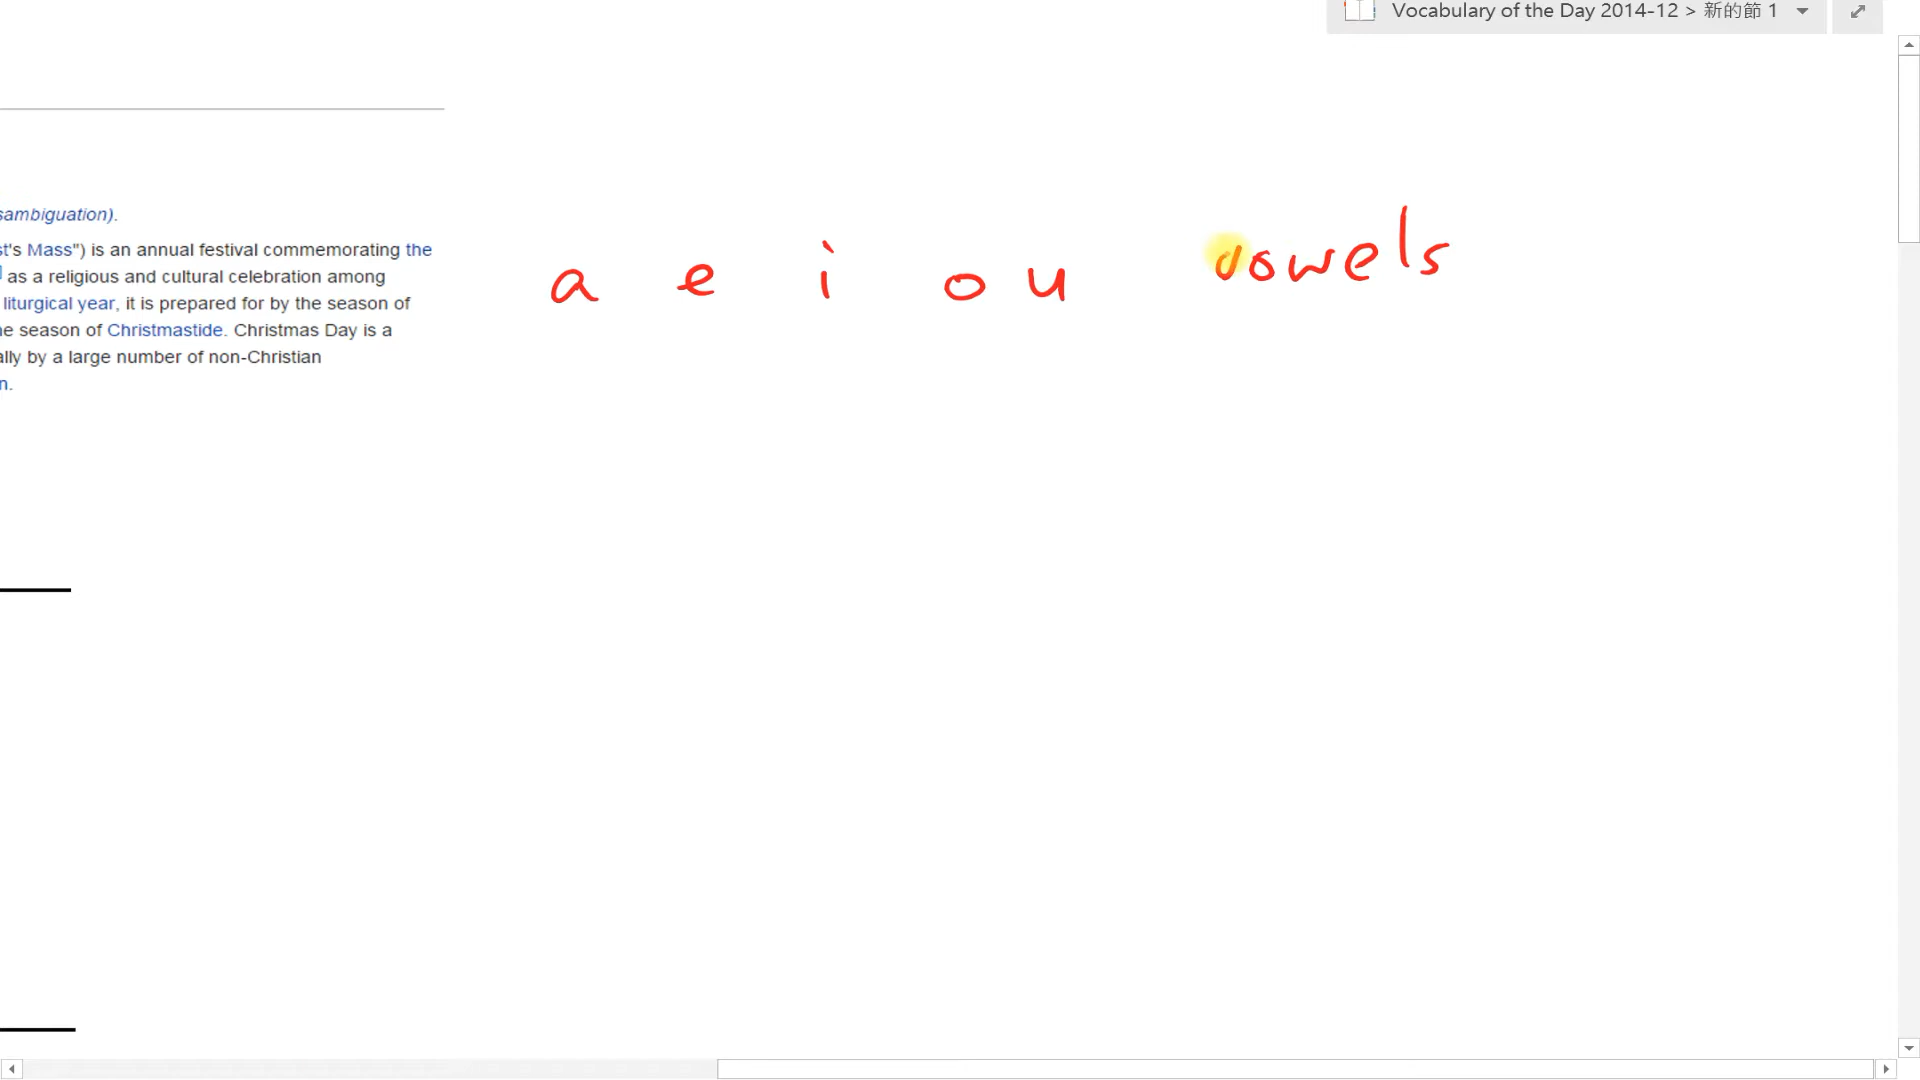 Vocabulary of the Day 2014-12 > 新的節 1
sambiguation).
st's Mass") is an annual festival commemorating the
] as a religious and cultural celebration among
liturgical year, it is prepared for by the season of
he season of Christmastide. Christmas Day is a
ally by a large number of non-Christian
n.
a e i o u vowels